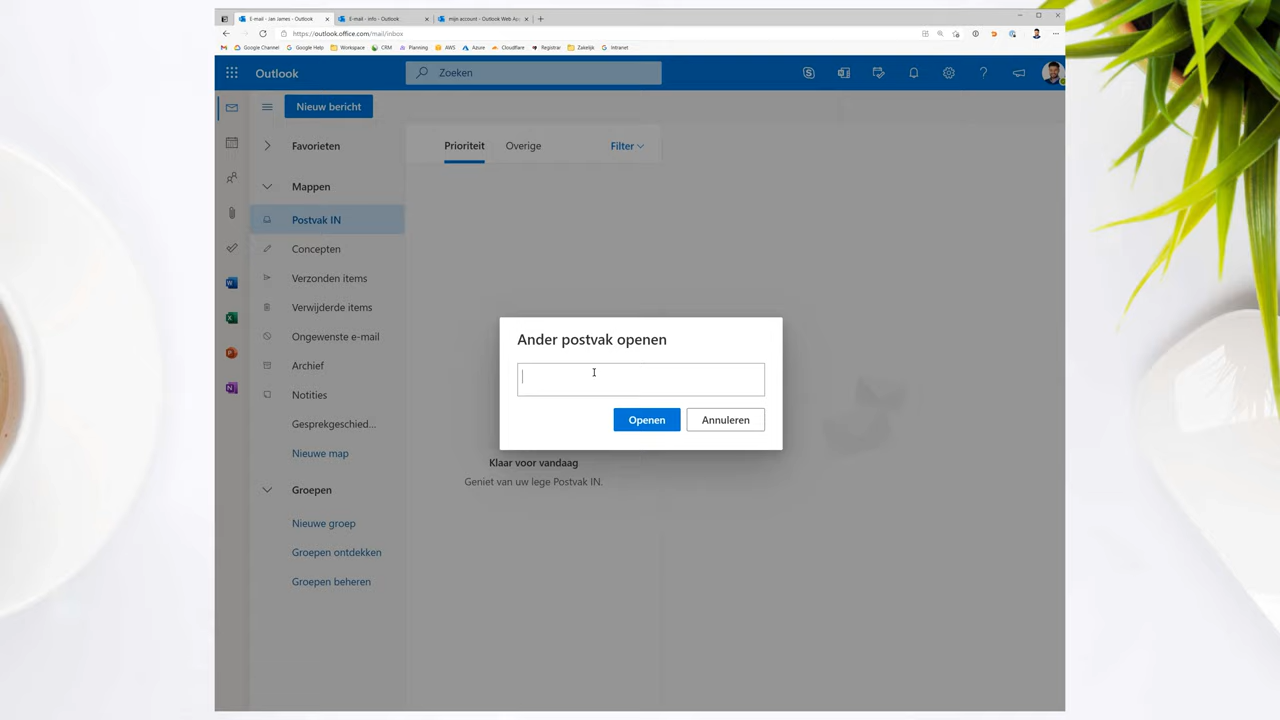 E-mail - Jan James - Outlook
E-mail - info - Outlook
mijn account - Outlook Web Ap
https://outlook.office.com/mail/inbox
Google Channel
Google Help
Workspace
CRM
Planning
AWS
Azure
Cloudflare
Registrar
Zakelijk
Intranet
Outlook
Zoeken
Nieuw bericht
Favorieten
Prioriteit
Overige
Filter
Mappen
Postvak IN
Concepten
Verzonden items
Verwijderde items
Ongewenste e-mail
Archief
Notities
Gesprekgeschied...
Nieuwe map
Groepen
Nieuwe groep
Groepen ontdekken
Groepen beheren
Ander postvak openen
Openen
Annuleren
Klaar voor vandaag
Geniet van uw lege Postvak IN.